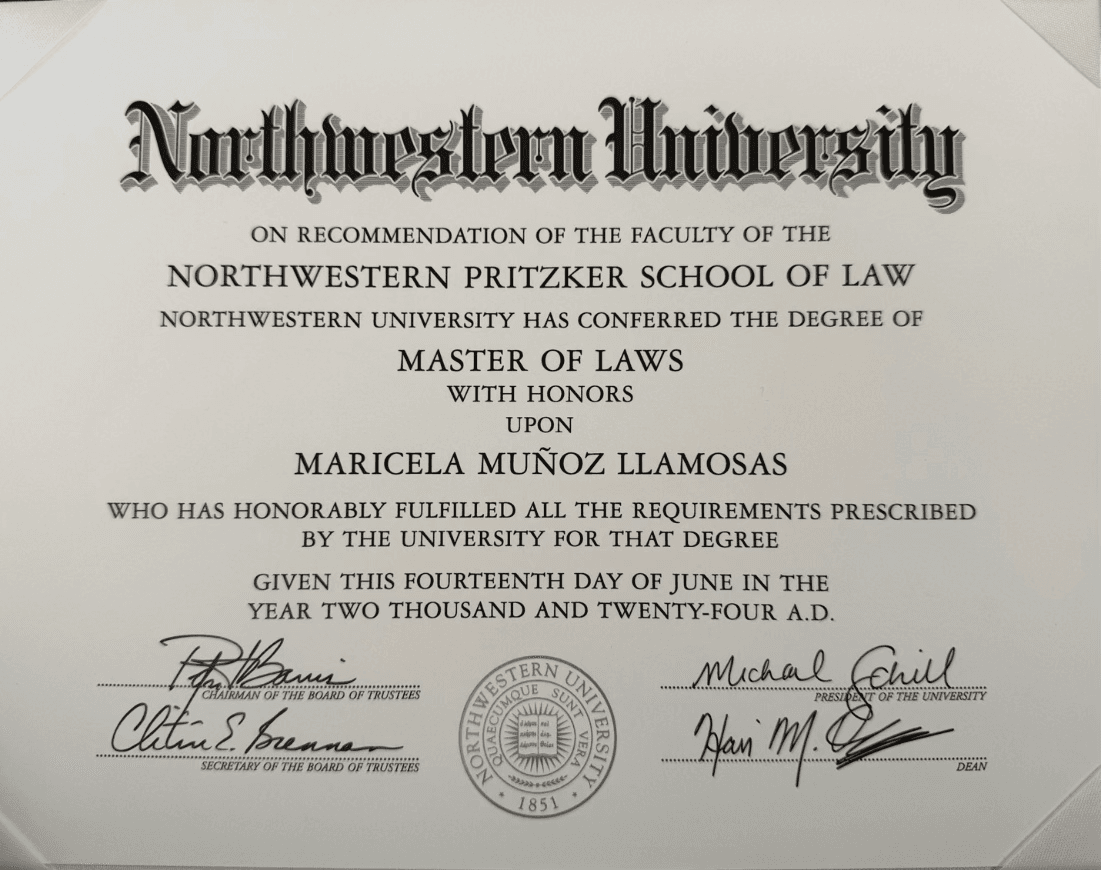 Northwestern University
ON RECOMMENDATION OF THE FACULTY OF THE
NORTHWESTERN PRITZKER SCHOOL OF LAW
NORTHWESTERN UNIVERSITY HAS CONFERRED THE DEGREE OF
MASTER OF LAWS
WITH HONORS
UPON
MARICELA MUÑOZ LLAMOSAS
WHO HAS HONORABLY FULFILLED ALL THE REQUIREMENTS PRESCRIBED
BY THE UNIVERSITY FOR THAT DEGREE
GIVEN THIS FOURTEENTH DAY OF JUNE IN THE
YEAR TWO THOUSAND AND TWENTY-FOUR A.D.
CHAIRMAN OF THE BOARD OF TRUSTEES
E. Brennan
SECRETARY OF THE BOARD OF TRUSTEES
NORTHWESTERN UNIVERSITY
QUAECUMQUE SUNT VERA
1851
Michael Schill
PRESIDENT OF THE UNIVERSITY
Hari M.
DEAN